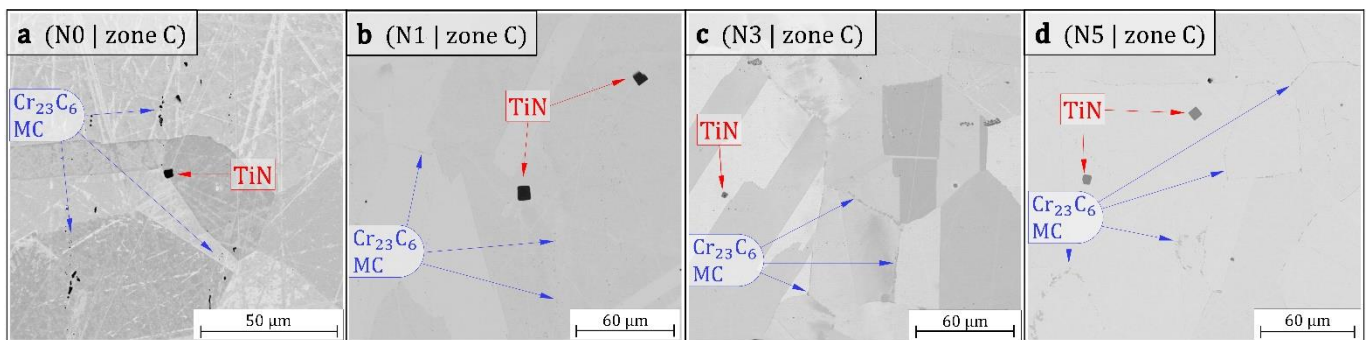 a (N0 | zone C)
Cr₂₃C₆
MC
TiN
50 µm
b (N1 | zone C)
TiN
Cr₂₃C₆
MC
60 µm
c (N3 | zone C)
TiN
Cr₂₃C₆
MC
60 µm
d (N5 | zone C)
TiN
Cr₂₃C₆
MC
60 µm